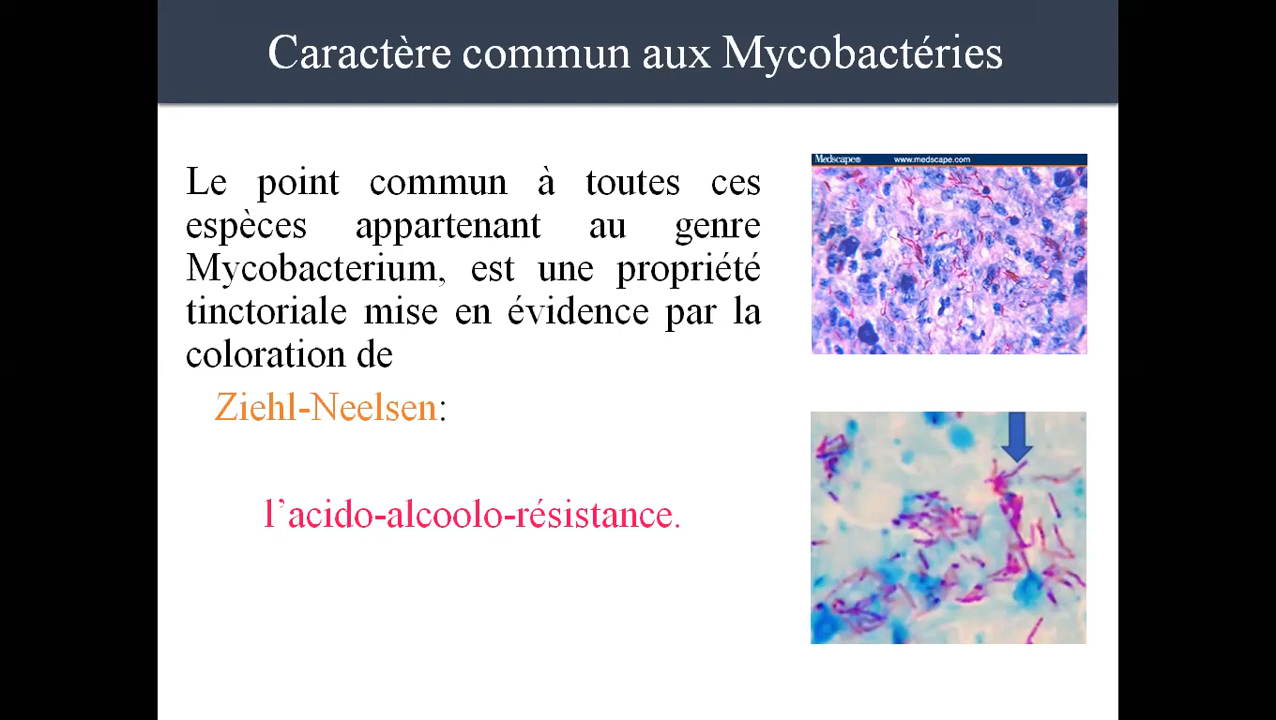 Caractère commun aux Mycobactéries
Le point commun à toutes ces
espèces appartenant au genre
Mycobacterium, est une propriété
tinctoriale mise en évidence par la
coloration de
Ziehl-Neelsen:
l'acido-alcoolo-résistance.
Medscape® www.medscape.com